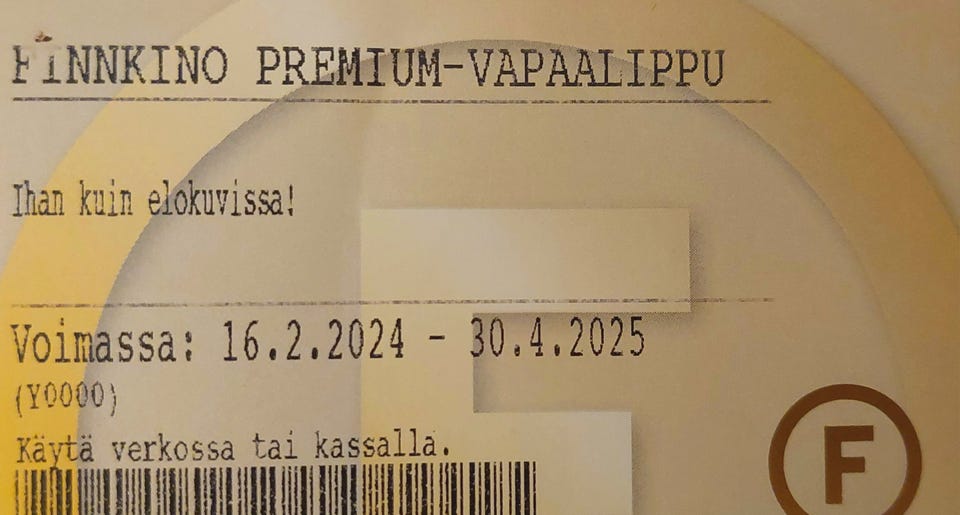 FINNKINO PREMIUM-VAPAALIPPU
Ihan kuin elokuvissa!
Voimassa: 16.2.2024 - 30.4.2025
(Y0000)
Käytä verkossa tai kassalla.
F